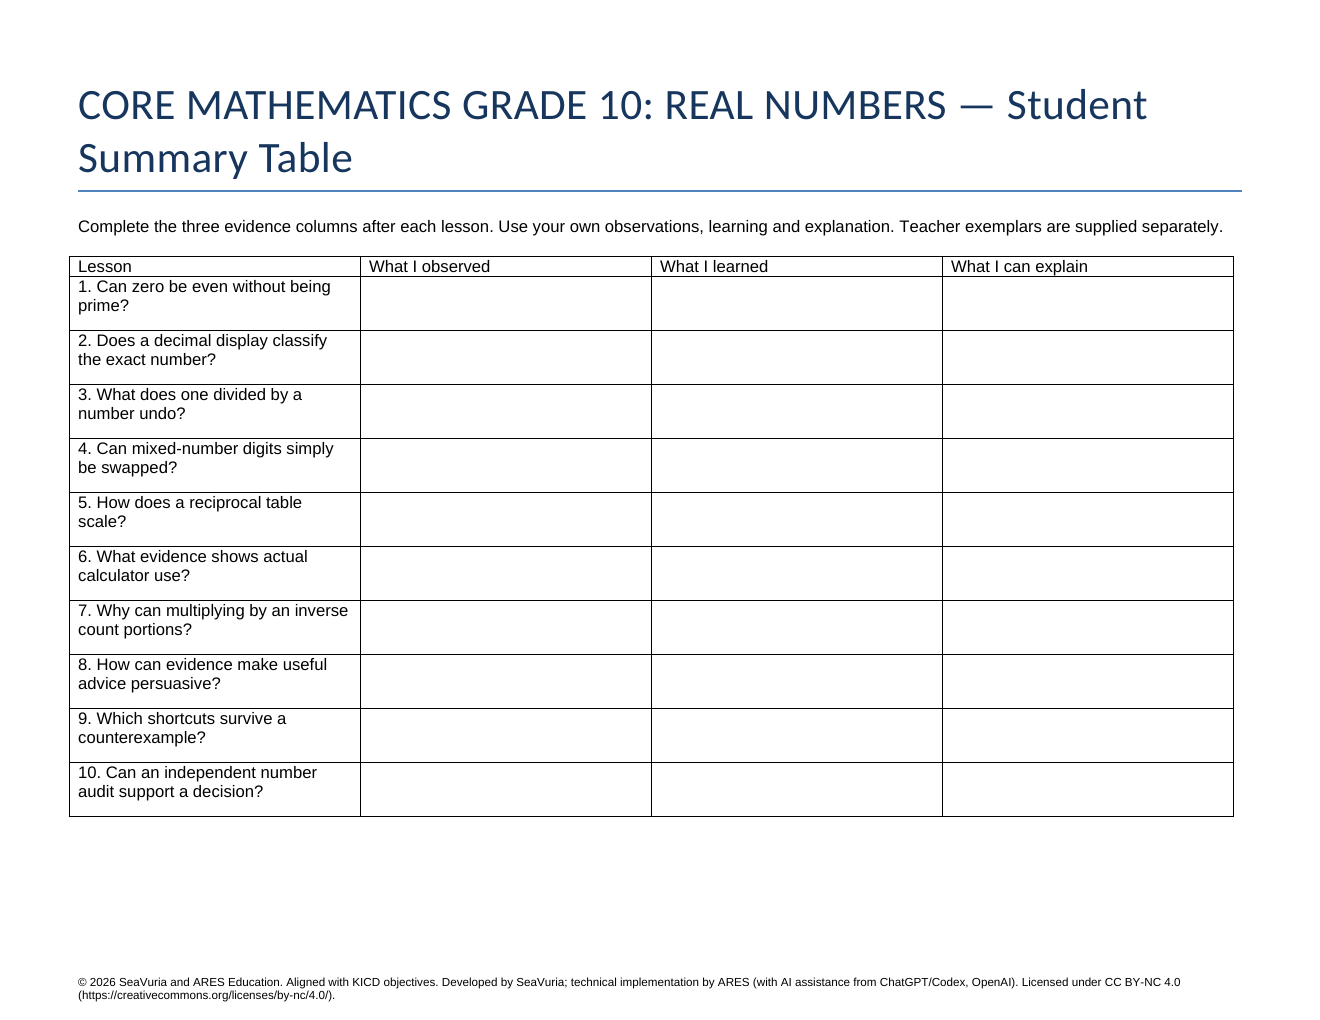 CORE MATHEMATICS GRADE 10: REAL NUMBERS — Student
Summary Table
Complete the three evidence columns after each lesson. Use your own observations, learning and explanation. Teacher exemplars are supplied separately.
Lesson What I observed What I learned What I can explain
1. Can zero be even without being
prime?
2. Does a decimal display classify
the exact number?
3. What does one divided by a
number undo?
4. Can mixed-number digits simply
be swapped?
5. How does a reciprocal table
scale?
6. What evidence shows actual
calculator use?
7. Why can multiplying by an inverse
count portions?
8. How can evidence make useful
advice persuasive?
9. Which shortcuts survive a
counterexample?
10. Can an independent number
audit support a decision?
© 2026 SeaVuria and ARES Education. Aligned with KICD objectives. Developed by SeaVuria; technical implementation by ARES (with AI assistance from ChatGPT/Codex, OpenAI). Licensed under CC BY-NC 4.0
(https://creativecommons.org/licenses/by-nc/4.0/).